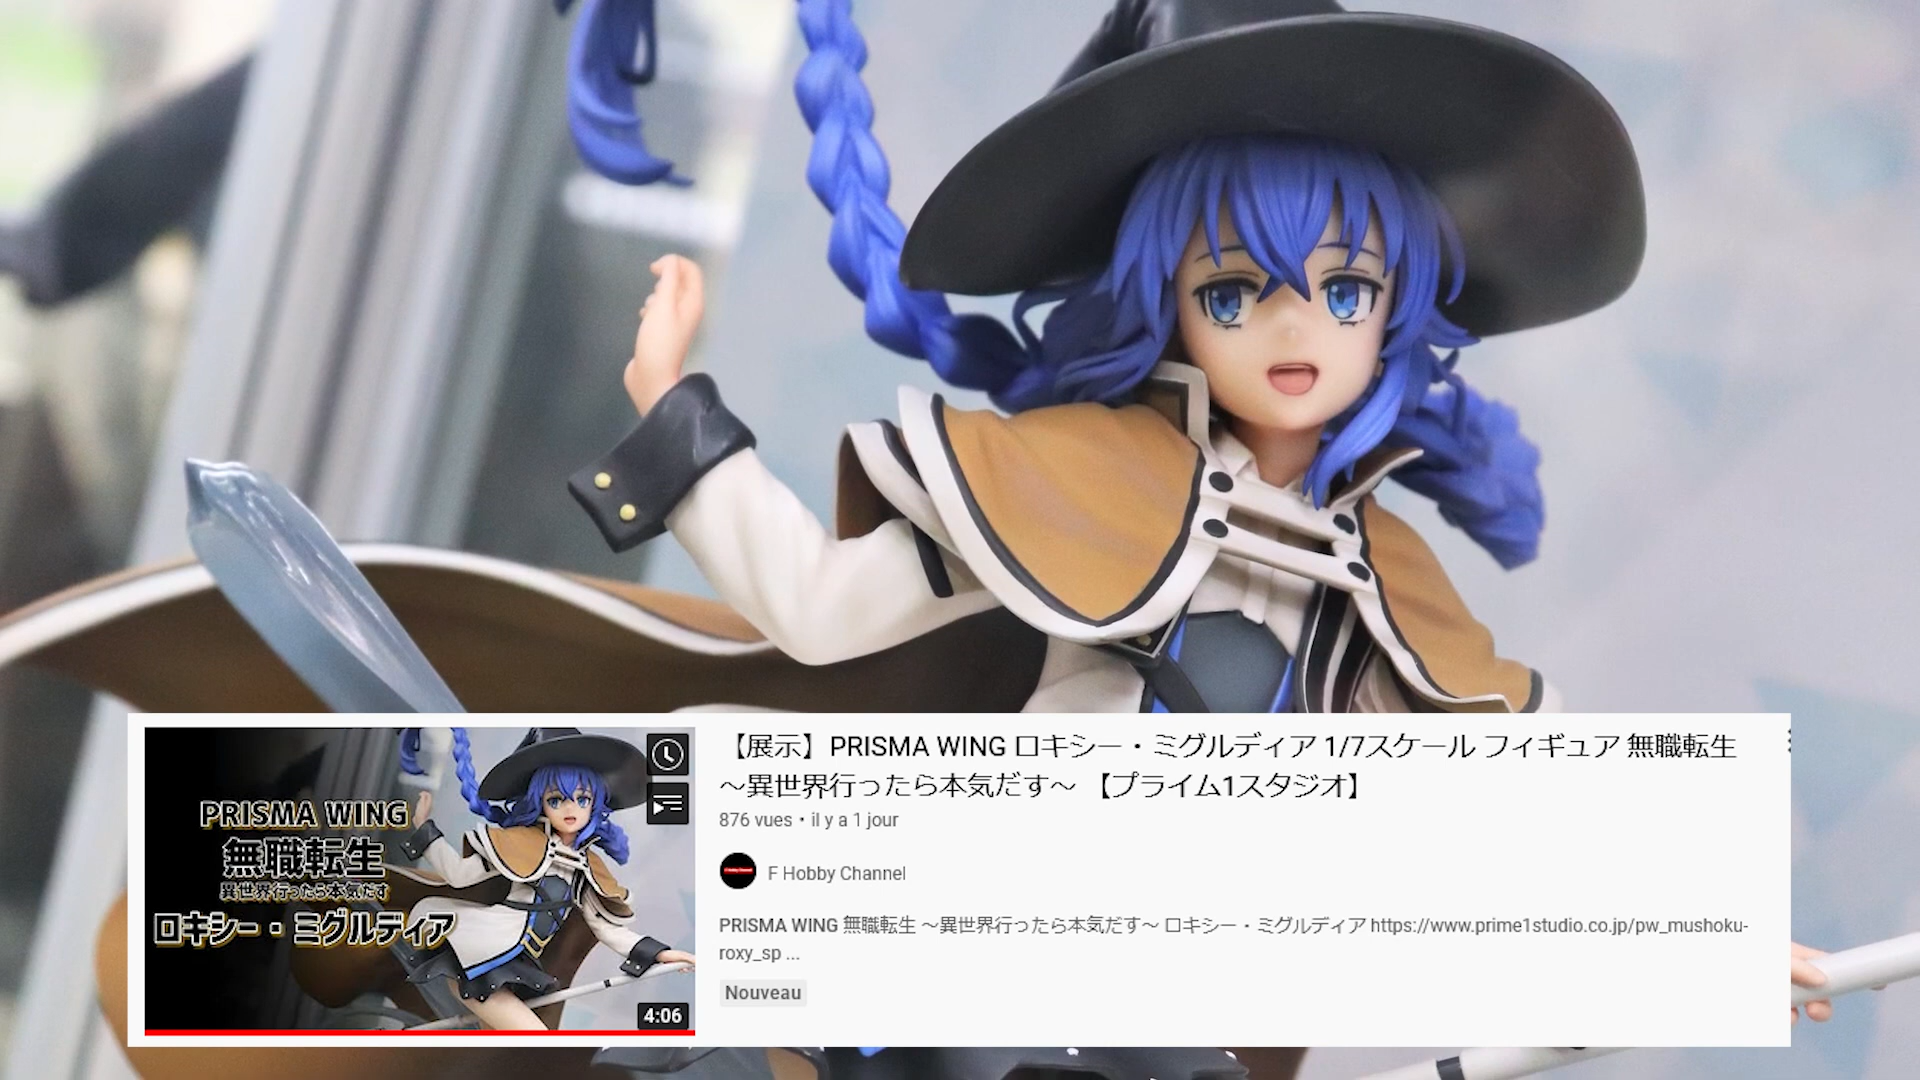 【展示】PRISMA WING ロキシー・ミグルディア 1/7スケール フィギュア 無職転生
～異世界行ったら本気だす～ 【プライム1スタジオ】
876 vues • il y a 1 jour
F Hobby Channel
PRISMA WING 無職転生 ～異世界行ったら本気だす～ ロキシー・ミグルディア https://www.prime1studio.co.jp/pw_mushoku-
roxy_sp ...
Nouveau
PRISMA WING
無職転生
異世界行ったら本気だす
ロキシー・ミグルディア
4:06